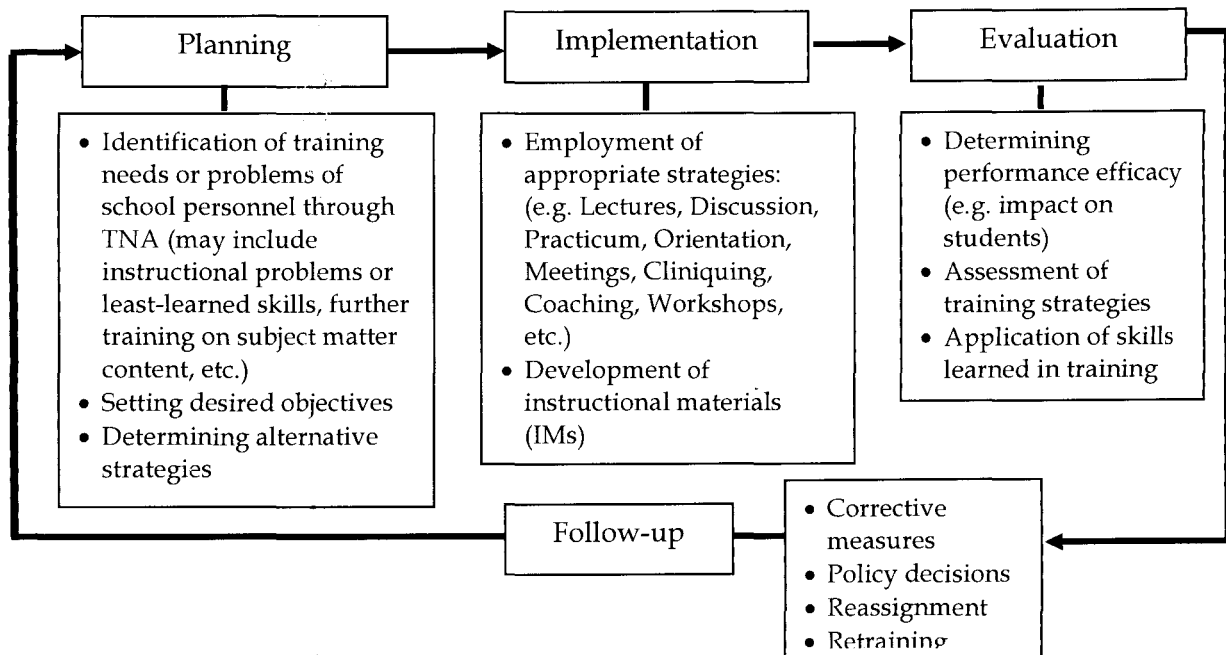 Planning
Implementation
Evaluation
• Identification of training
needs or problems of
school personnel through
TNA (may include
instructional problems or
least-learned skills, further
training on subject matter
content, etc.)
• Setting desired objectives
• Determining alternative
strategies
• Employment of
appropriate strategies:
(e.g. Lectures, Discussion,
Practicum, Orientation,
Meetings, Cliniquing,
Coaching, Workshops,
etc.)
• Development of
instructional materials
(IMs)
• Determining
performance efficacy
(e.g. impact on
students)
• Assessment of
training strategies
• Application of skills
learned in training
Follow-up
• Corrective
measures
• Policy decisions
• Reassignment
• Retraining